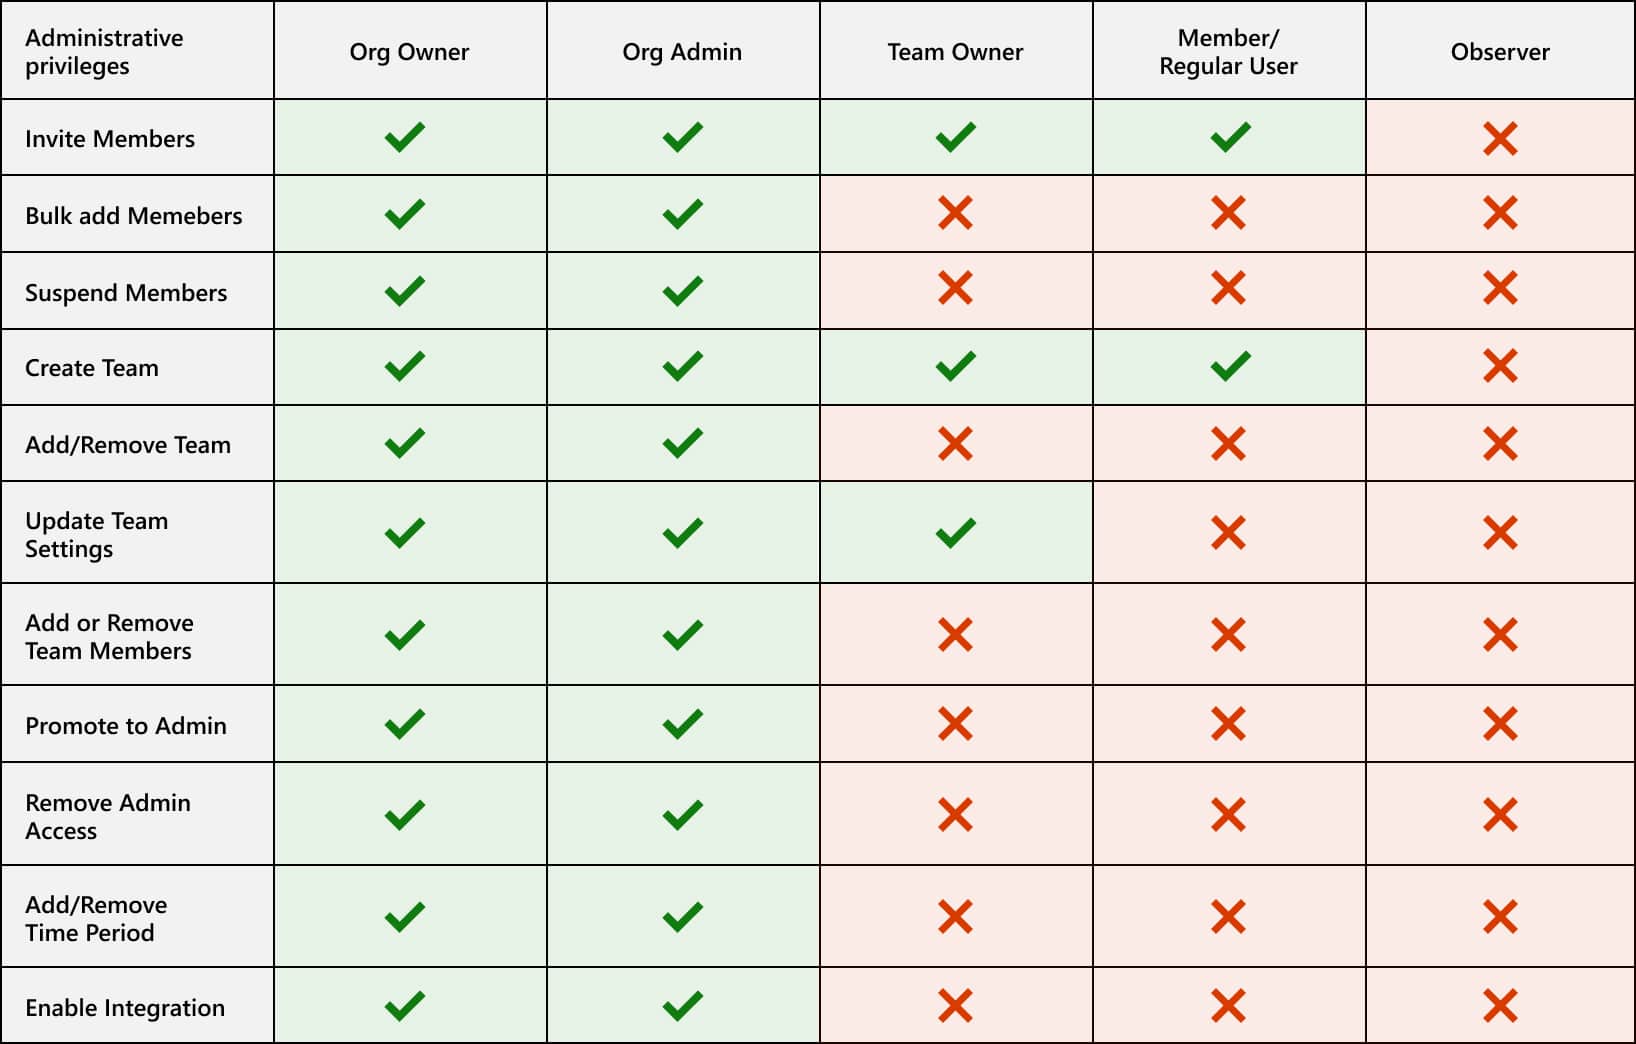 Administrative
privileges
Org Owner
Org Admin
Team Owner
Member/
Regular User
Observer
Invite Members
Bulk add Memebers
Suspend Members
Create Team
Add/Remove Team
Update Team
Settings
Add or Remove
Team Members
Promote to Admin
Remove Admin
Access
Add/Remove
Time Period
Enable Integration